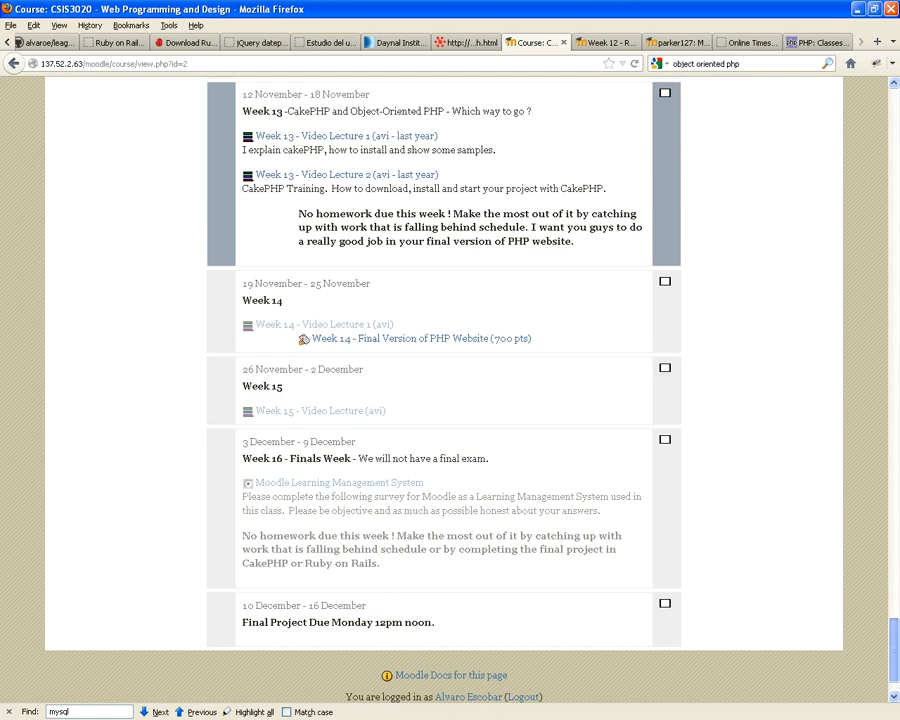 Course: CSIS3020 - Web Programming and Design - Mozilla Firefox
File Edit View History Bookmarks Tools Help
alvaroe/leag... Ruby on Rail... Download Ru... jQuery datep... Estudio del u... Daynal Instit... http://....h.html Course: C... Week 12 - R... parker127: M... Online Times... PHP: Classes...
137.52.2.63/moodle/course/view.php?id=2 object oriented php
12 November - 18 November
Week 13 -CakePHP and Object-Oriented PHP - Which way to go ?
Week 13 - Video Lecture 1 (avi - last year)
I explain cakePHP, how to install and show some samples.
Week 13 - Video Lecture 2 (avi - last year)
CakePHP Training. How to download, install and start your project with CakePHP.
No homework due this week ! Make the most out of it by catching
up with work that is falling behind schedule. I want you guys to do
a really good job in your final version of PHP website.
19 November - 25 November
Week 14
Week 14 - Video Lecture 1 (avi)
Week 14 - Final Version of PHP Website (700 pts)
26 November - 2 December
Week 15
Week 15 - Video Lecture (avi)
3 December - 9 December
Week 16 - Finals Week - We will not have a final exam.
Moodle Learning Management System
Please complete the following survey for Moodle as a Learning Management System used in
this class. Please be objective and as much as possible honest about your answers.
No homework due this week ! Make the most out of it by catching up with
work that is falling behind schedule or by completing the final project in
CakePHP or Ruby on Rails.
10 December - 16 December
Final Project Due Monday 12pm noon.
Moodle Docs for this page
You are logged in as Alvaro Escobar (Logout)
Find: mysql Next Previous Highlight all Match case